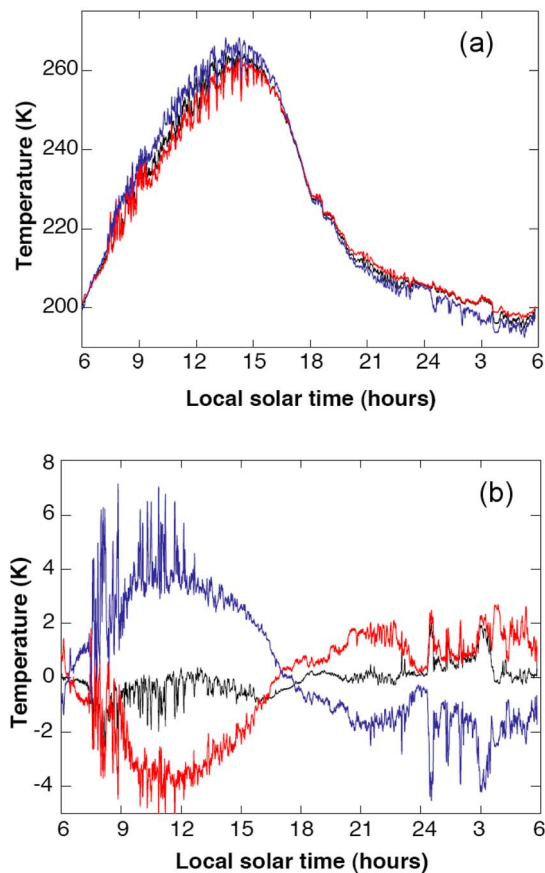 (a)
Temperature (K)
260
240
220
200
6 9 12 15 18 21 24 3 6
Local solar time (hours)
(b)
Temperature (K)
8
6
4
2
0
-2
-4
6 9 12 15 18 21 24 3 6
Local solar time (hours)